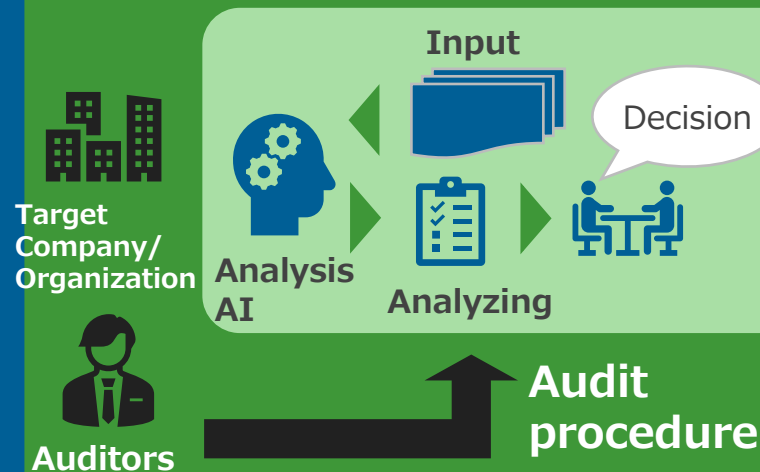 Input
Decision
Target
Company/
Organization
Analysis
AI
Analyzing
Audit
procedure
Auditors